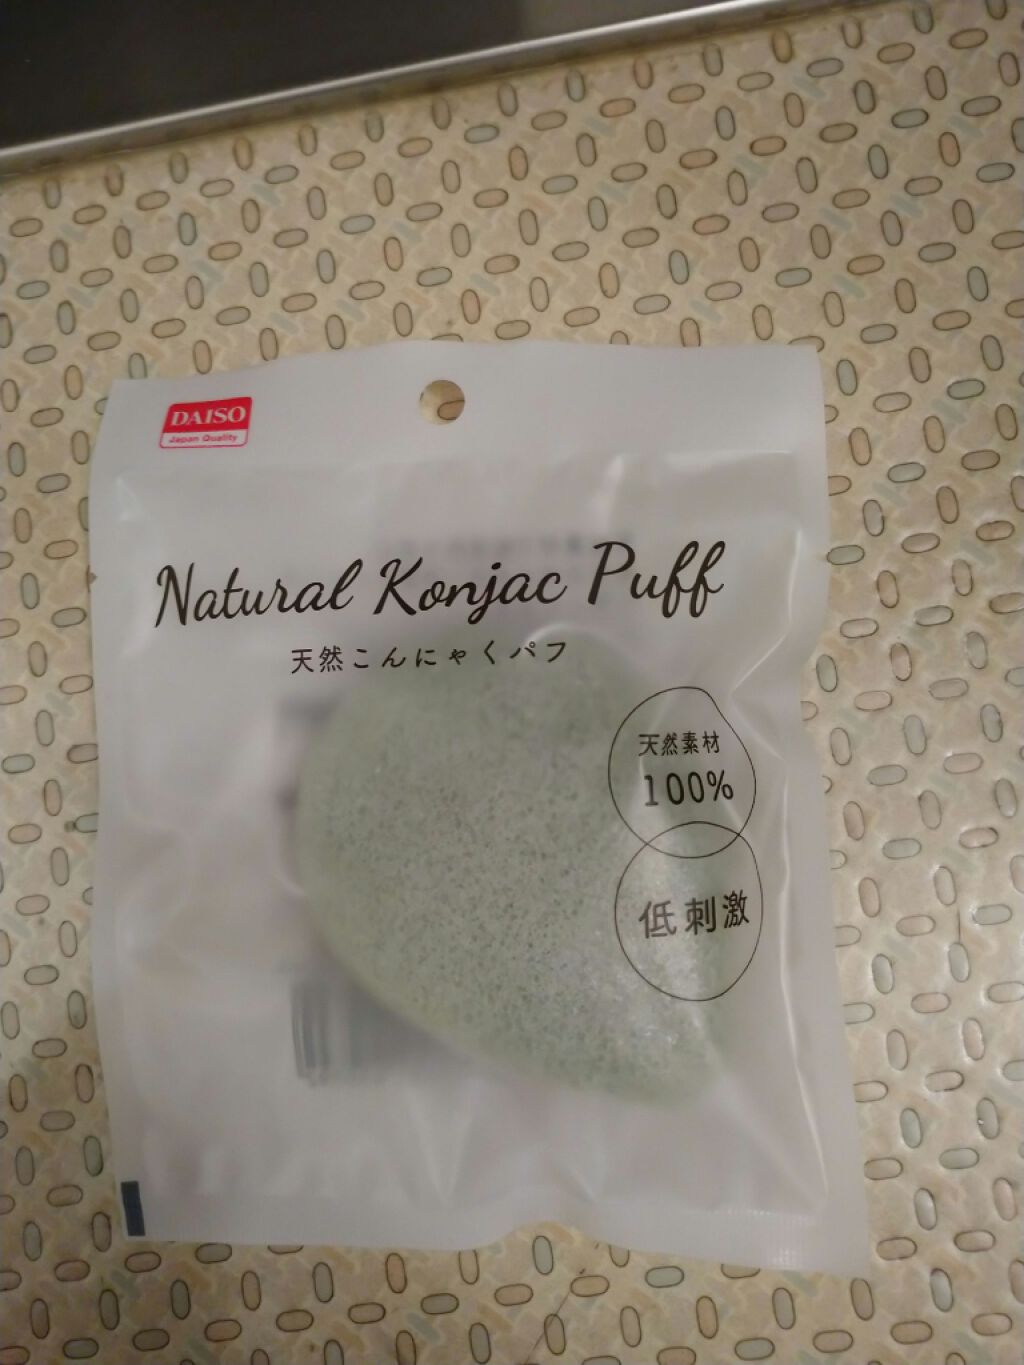 DAISO
Japan Quality
Natural Konjac Puff
天然こんにゃくパフ
天然素材
100%
低刺激